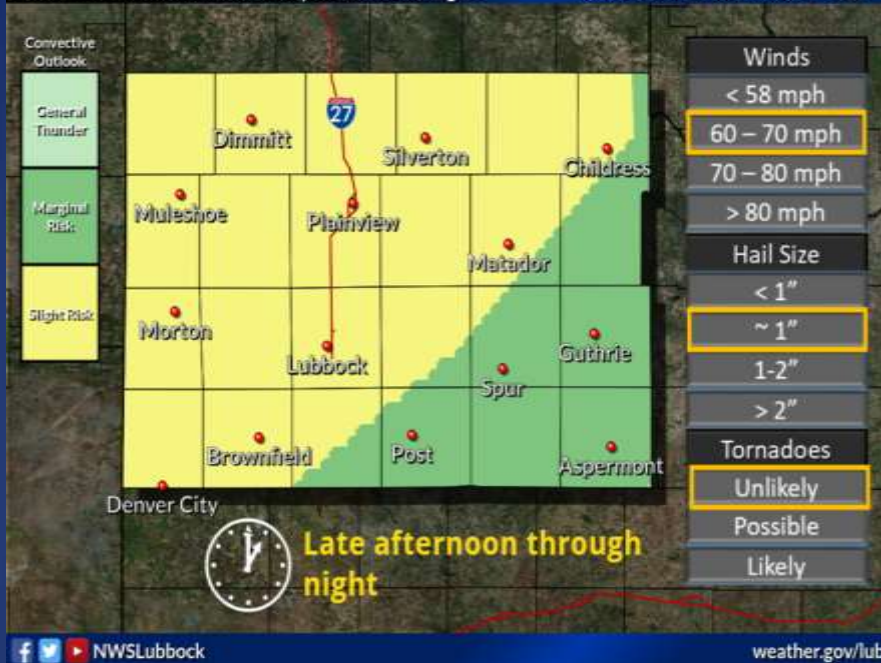 Convective
Outlook
General
Thunder
Marginal
Risk
Slight Risk
27
Dimmitt
Silverton
Childress
Muleshoe
Plainview
Matador
Morton
Lubbock
Guthrie
Spur
Brownfield
Post
Aspermont
Denver City
Late afternoon through
night
Winds
< 58 mph
60 – 70 mph
70 – 80 mph
> 80 mph
Hail Size
< 1”
~ 1”
1-2”
> 2”
Tornadoes
Unlikely
Possible
Likely
NWSLubbock
weather.gov/lub